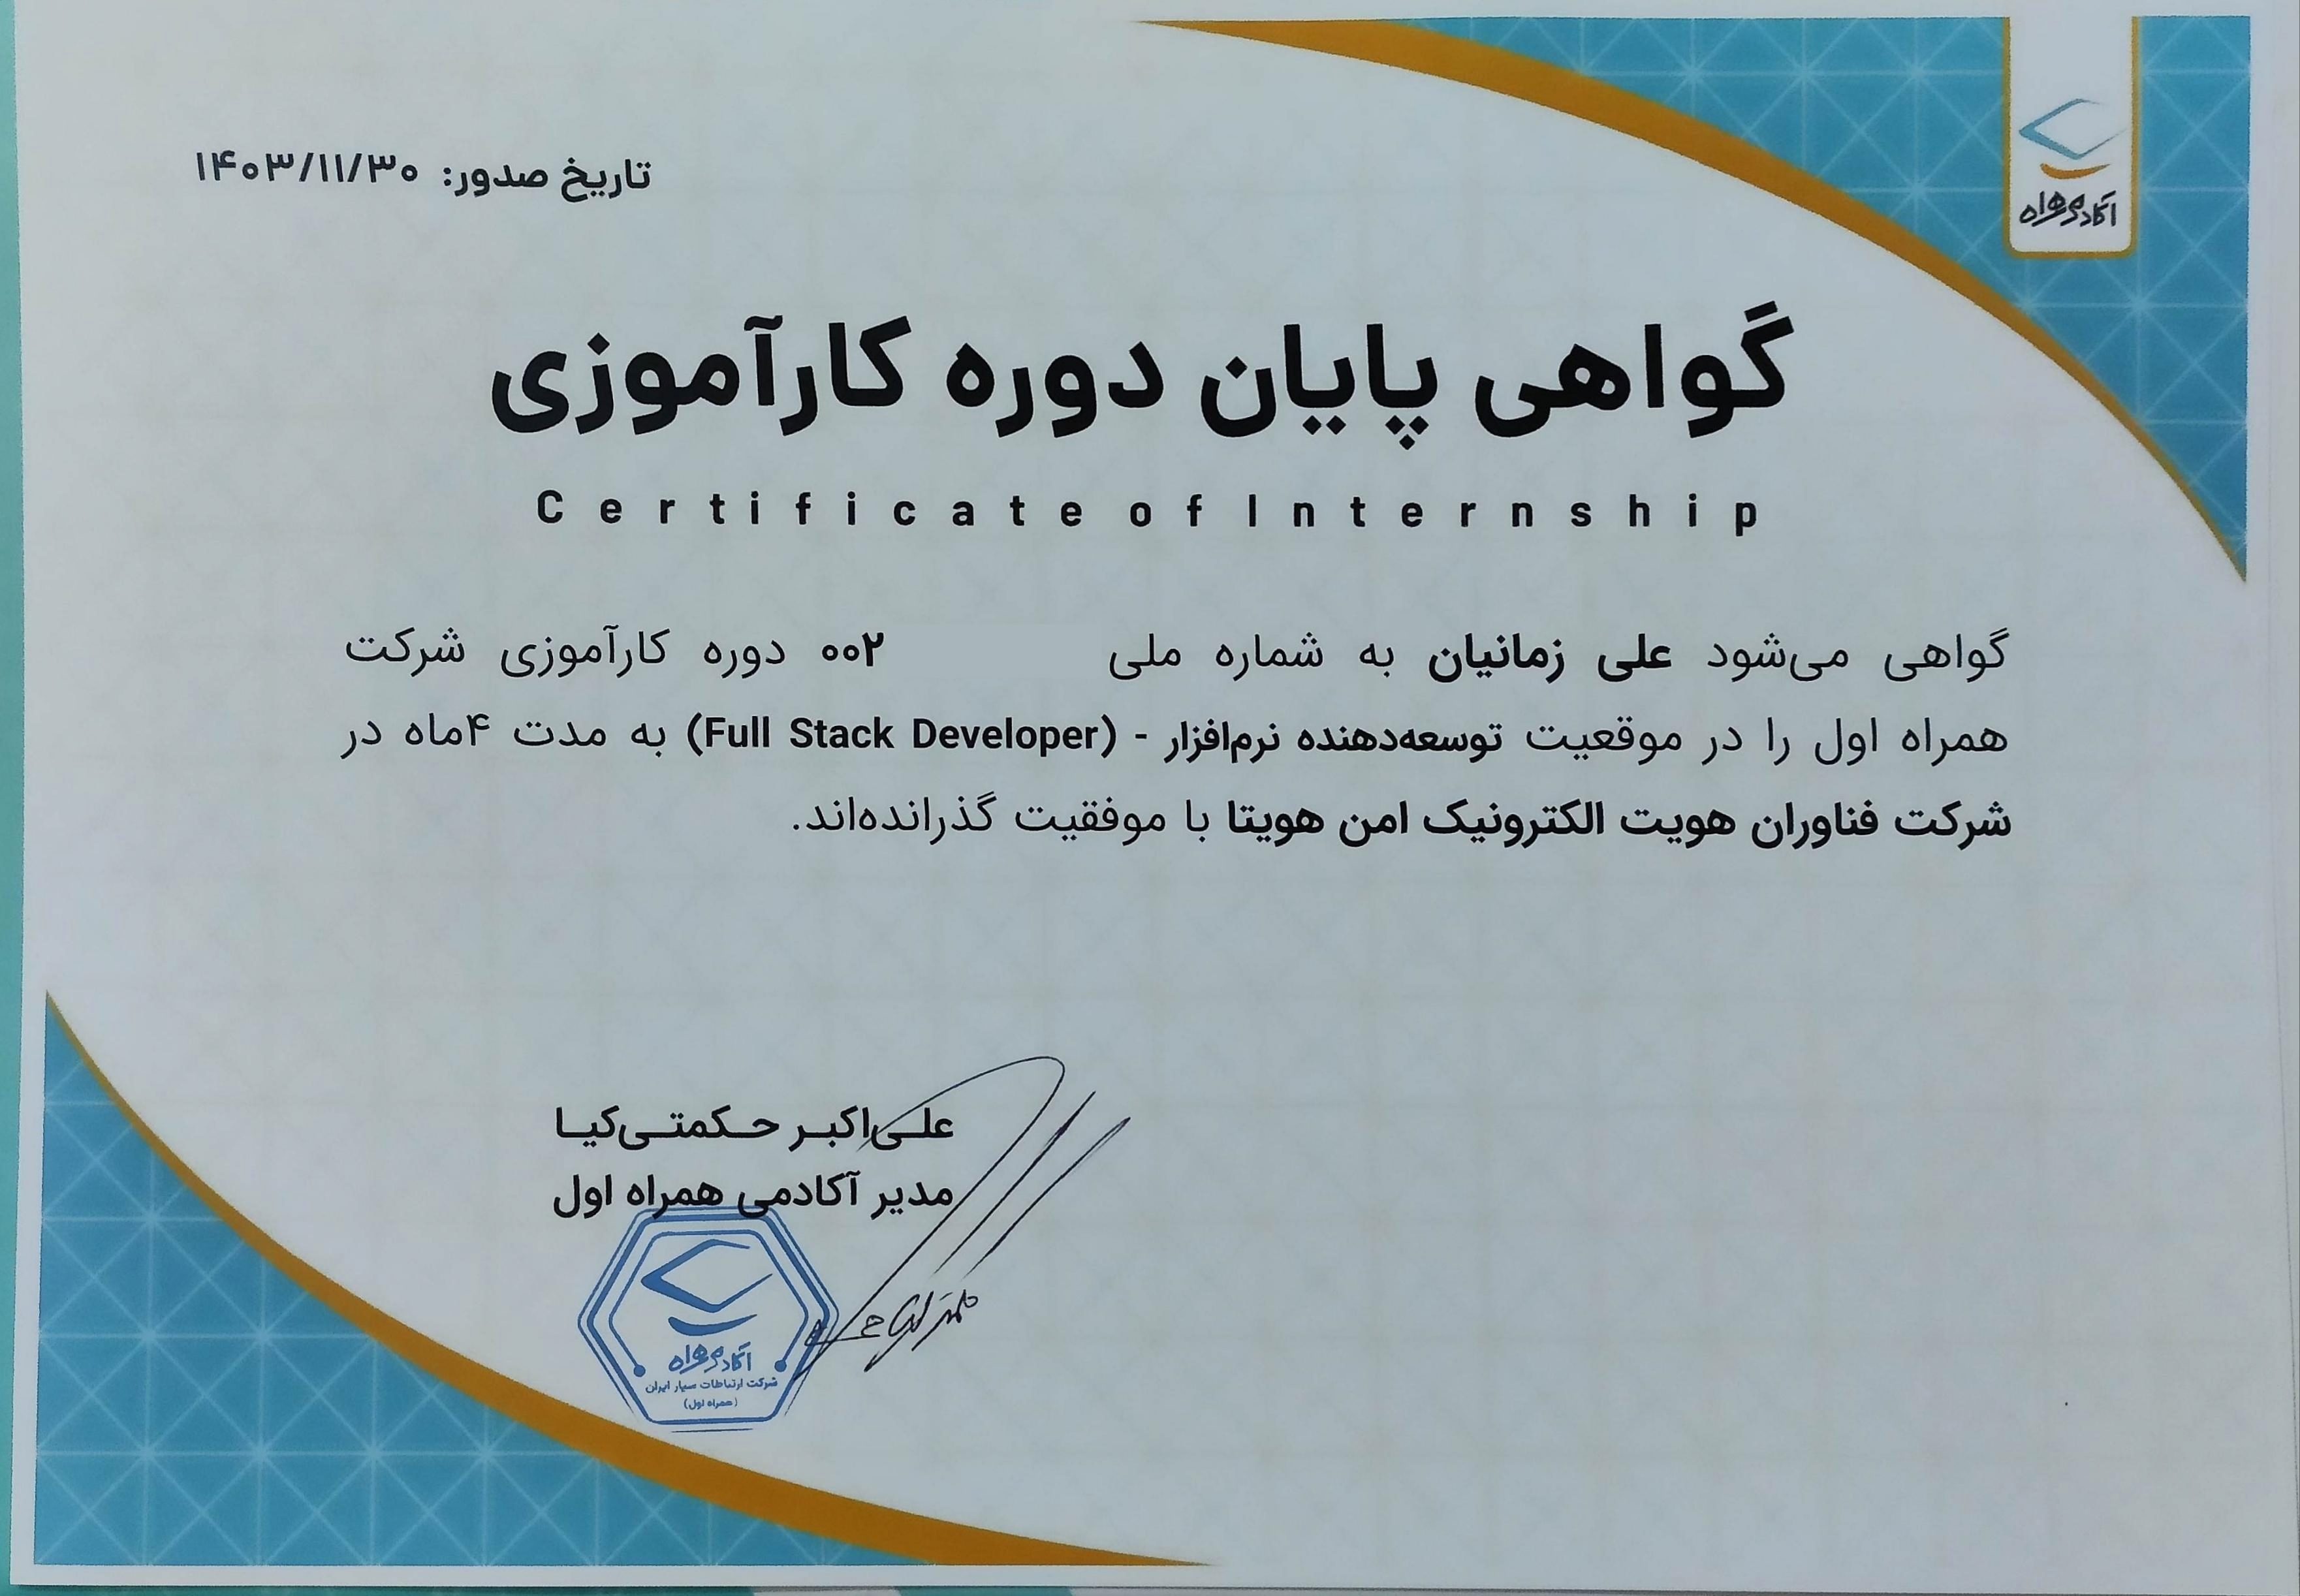 آکادمی همراه
تاریخ صدور: ۱۴۰۳/۱۱/۳۰
گواهی پایان دوره کارآموزی
Certificate of Internship
گواهی می‌شود علی زمانیان به شماره ملی ۰۰۲ دوره کارآموزی شرکت
همراه اول را در موقعیت توسعه‌دهنده نرم‌افزار - (Full Stack Developer) به مدت ۴ماه در
شرکت فناوران هویت الکترونیک امن هویتا با موفقیت گذرانده‌اند.
علی‌اکبر حکمتی‌کیا
مدیر آکادمی همراه اول
آکادمی همراه
شرکت ارتباطات سیار ایران
(همراه اول)